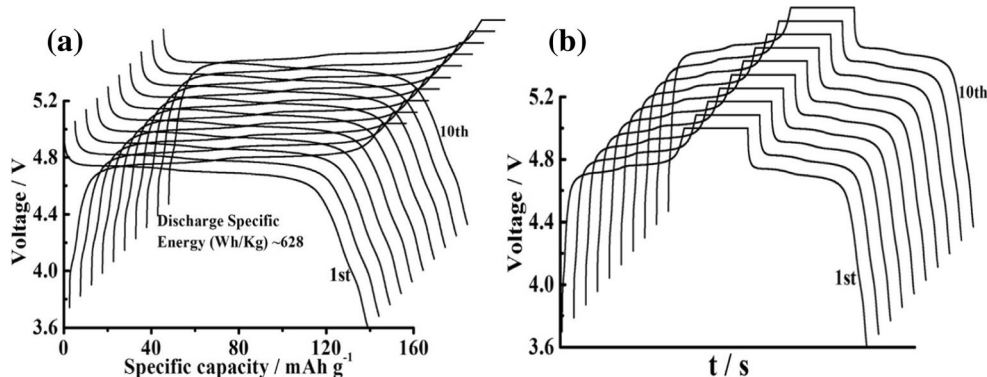 (a)
5.2
4.8
4.4
4.0
3.6
Voltage / V
10th
Discharge Specific
Energy (Wh/Kg) ~628
1st
0
40
80
120
160
Specific capacity / mAh g-1
(b)
5.2
4.8
4.4
4.0
3.6
Voltage / V
10th
1st
t / s